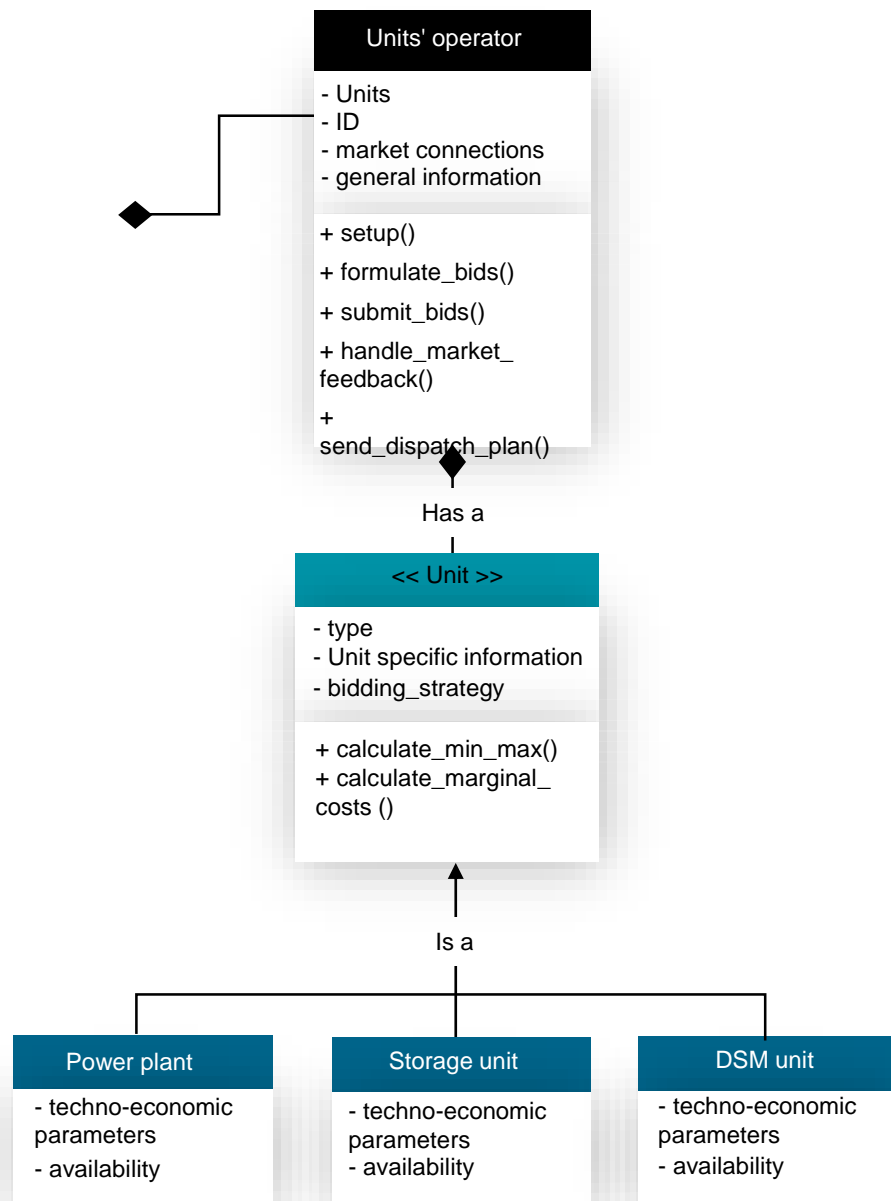 Units' operator
- Units
- ID
- market connections
- general information
+ setup()
+ formulate_bids()
+ submit_bids()
+ handle_market_
feedback()
+
send_dispatch_plan()
Has a
<< Unit >>
- type
- Unit specific information
- bidding_strategy
+ calculate_min_max()
+ calculate_marginal_
costs ()
Is a
Power plant
- techno-economic
parameters
- availability
Storage unit
- techno-economic
parameters
- availability
DSM unit
- techno-economic
parameters
- availability